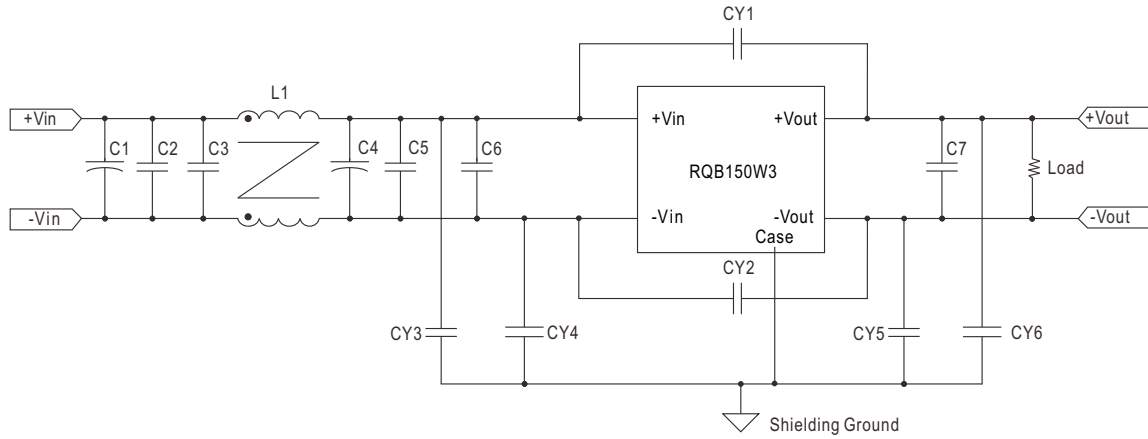 CY1
L1
+Vin
C1
C2
C3
C4
C5
C6
+Vin
+Vout
C7
+Vout
RQB150W3
Load
-Vin
-Vin
-Vout
-Vout
Case
CY2
CY3
CY4
CY5
CY6
Shielding Ground